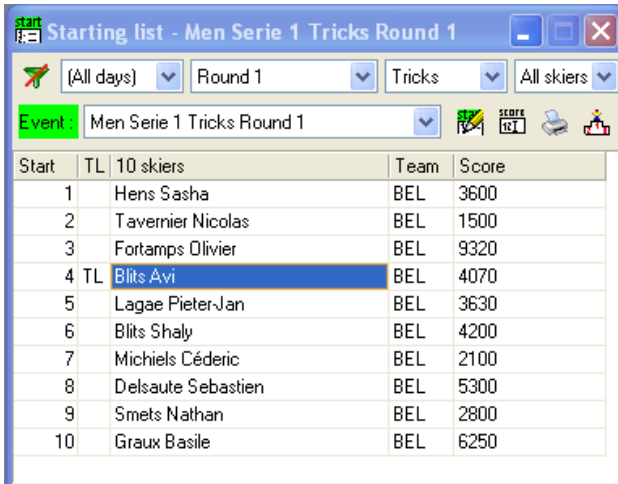 start
Starting list - Men Serie 1 Tricks Round 1
(All days) Round 1 Tricks All skiers
Event : Men Serie 1 Tricks Round 1 start score
Start TL 10 skiers Team Score
1 Hens Sasha BEL 3600
2 Tavernier Nicolas BEL 1500
3 Fortamps Olivier BEL 9320
4 TL Blits Avi BEL 4070
5 Lagae Pieter-Jan BEL 3630
6 Blits Shaly BEL 4200
7 Michiels Céderic BEL 2100
8 Delsaute Sebastien BEL 5300
9 Smets Nathan BEL 2800
10 Graux Basile BEL 6250